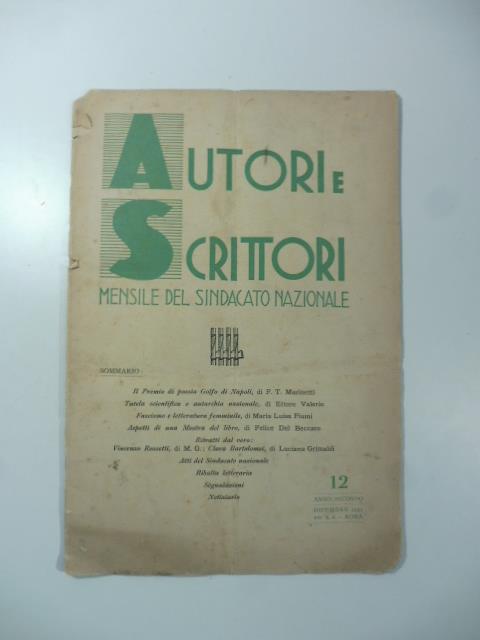 AUTORI E
SCRITTORI
MENSILE DEL SINDACATO NAZIONALE
SOMMARIO:
Il Premio di poesia Golfo di Napoli, di F. T. Marinetti
Tutela scientifica e autarchia nazionale, di Ettore Valerio
Fascismo e letteratura femminile, di Maria Luisa Fiumi
Aspetti di una Mostra del libro, di Felice Del Beccaro
Ritratti dal vero:
Vincenzo Rossetti, di M. G.; Clara Bartolomei, di Luciana Grimaldi
Atti del Sindacato nazionale
Ribalta letteraria
Segnalazioni
Notiziario
12
ANNO SECONDO
DICEMBRE
ROMA